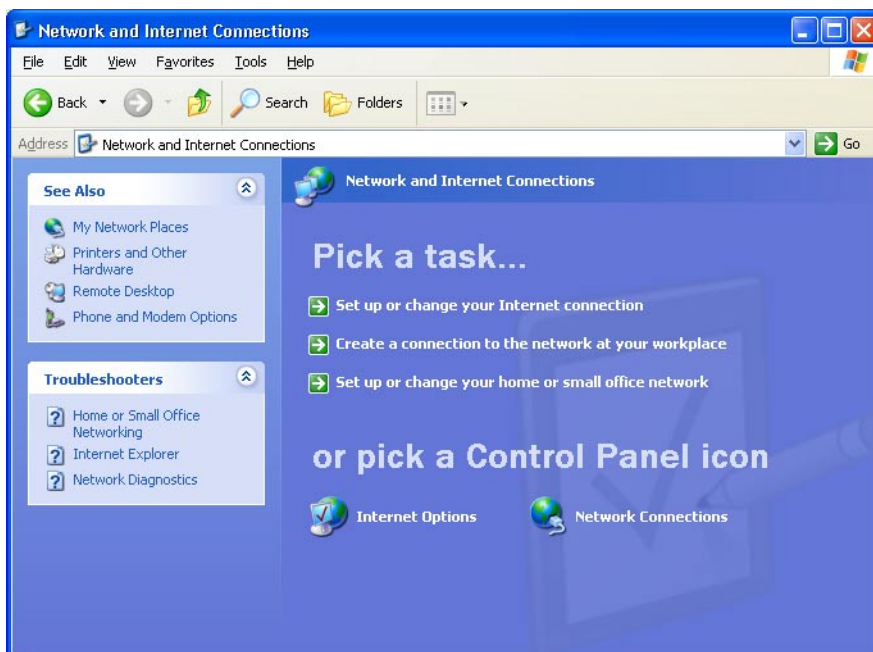 Network and Internet Connections
File Edit View Favorites Tools Help
Back Search Folders
Address Network and Internet Connections Go
See Also
My Network Places
Printers and Other
Hardware
Remote Desktop
Phone and Modem Options
Troubleshooters
Home or Small Office
Networking
Internet Explorer
Network Diagnostics
Network and Internet Connections
Pick a task...
Set up or change your Internet connection
Create a connection to the network at your workplace
Set up or change your home or small office network
or pick a Control Panel icon
Internet Options Network Connections